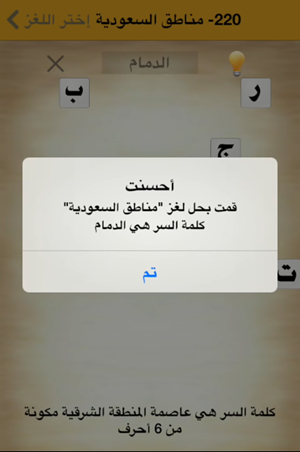 220- مناطق السعودية
إختر اللغز
الدمام
ر
ب
ج
أحسنت
قمت بحل لغز "مناطق السعودية"
كلمة السر هي الدمام
تم
ت
كلمة السر هي عاصمة المنطقة الشرقية مكونة
من 6 أحرف